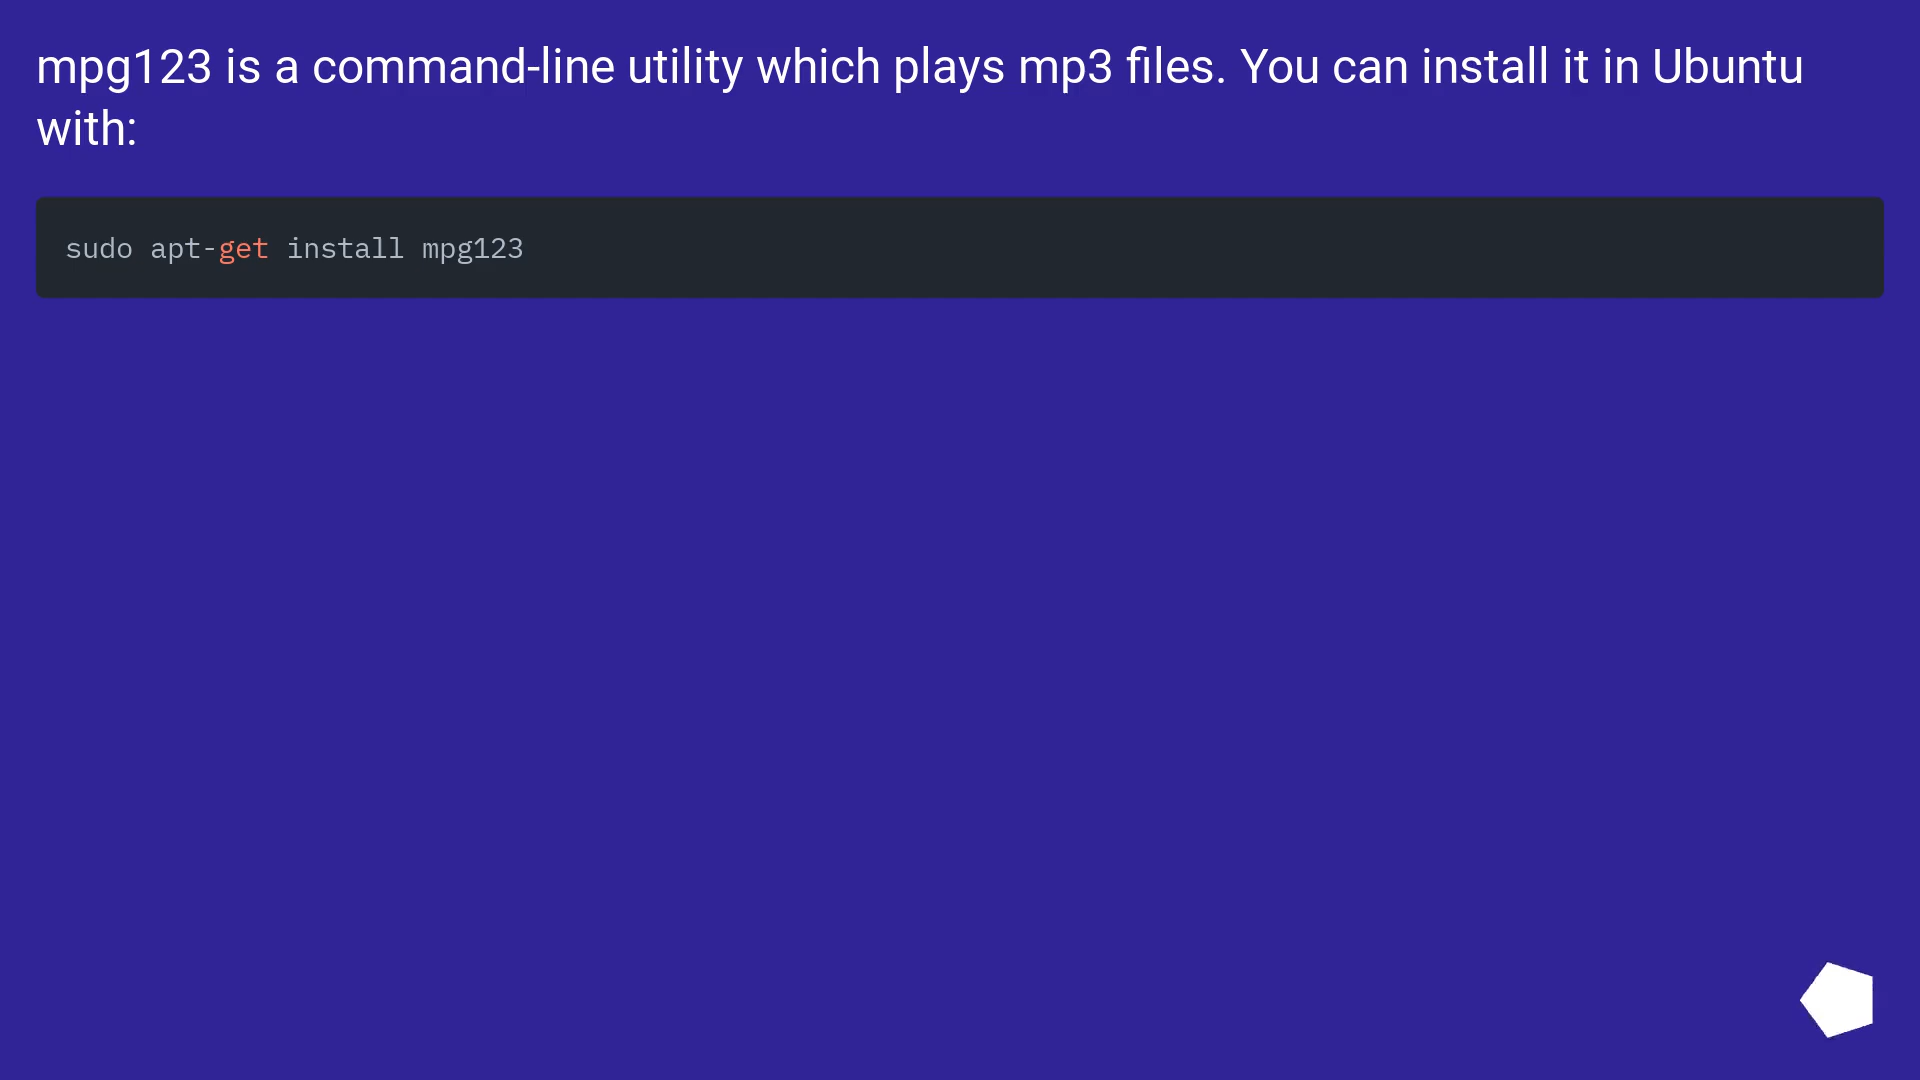 mpg123 is a command-line utility which plays mp3 files. You can install it in Ubuntu
with:
sudo apt-get install mpg123